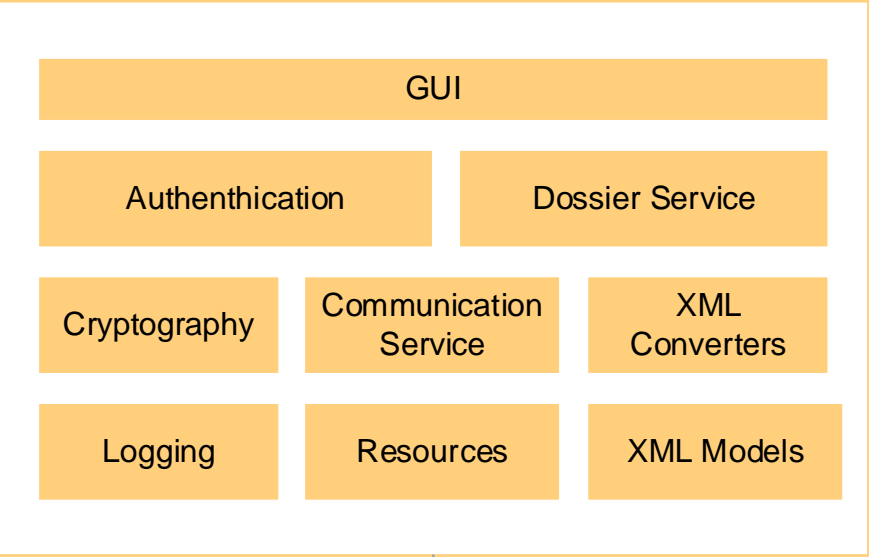 GUI
Authenthication
Dossier Service
Cryptography
Communication
Service
XML
Converters
Logging
Resources
XML Models